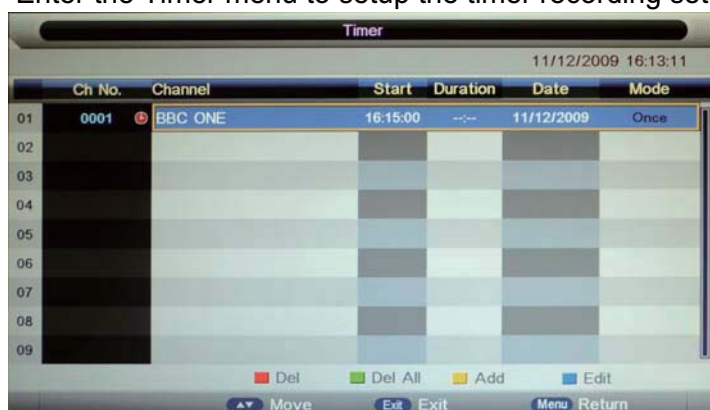 Enter the Timer menu to setup the timer recording set
Timer
11/12/2009 16:13:11
Ch No. Channel Start Duration Date Mode
01 0001 BBC ONE 16:15:00 --:-- 11/12/2009 Once
02
03
04
05
06
07
08
09
Del Del All Add Edit
Move Exit Exit Menu Return